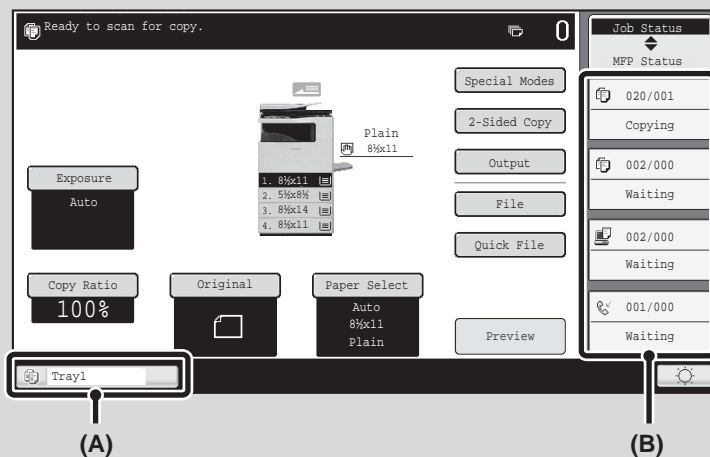 Ready to scan for copy.
0
Job Status
MFP Status
020/001
Copying
002/000
Waiting
002/000
Waiting
001/000
Waiting
Special Modes
2-Sided Copy
Output
File
Quick File
Preview
Plain
8½x11
1. 8½x11
2. 5½x8½
3. 8½x14
4. 8½x11
Exposure
Auto
Copy Ratio
100%
Original
Paper Select
Auto
8½x11
Plain
Tray1
(A)
(B)